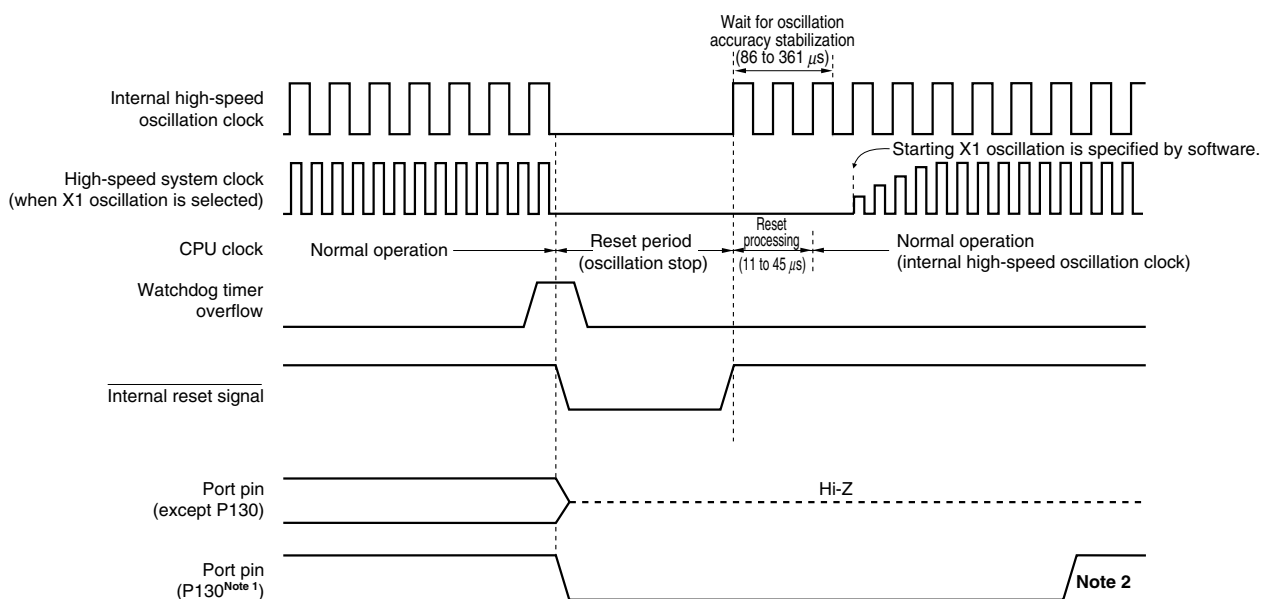 Wait for oscillation
accuracy stabilization
(86 to 361 μs)
Internal high-speed
oscillation clock
Starting X1 oscillation is specified by software.
High-speed system clock
(when X1 oscillation is selected)
CPU clock
Normal operation
Reset period
(oscillation stop)
Reset
processing
(11 to 45 μs)
Normal operation
(internal high-speed oscillation clock)
Watchdog timer
overflow
Internal reset signal
Port pin
(except P130)
Hi-Z
Port pin
(P130Note 1)
Note 2